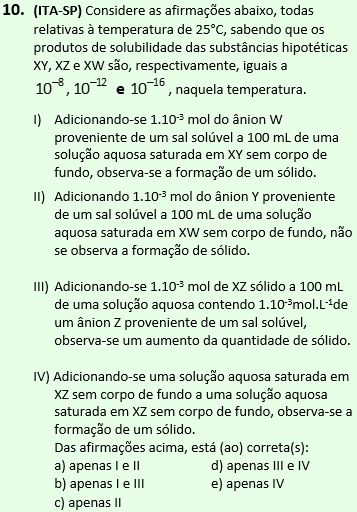 10. (ITA-SP) Considere as afirmações abaixo, todas
relativas à temperatura de 25°C, sabendo que os
produtos de solubilidade das substâncias hipotéticas
XY, XZ e XW são, respectivamente, iguais a
10⁻⁸, 10⁻¹² e 10⁻¹⁶, naquela temperatura.
I) Adicionando-se 1.10⁻³ mol do ânion W
proveniente de um sal solúvel a 100 mL de uma
solução aquosa saturada em XY sem corpo de
fundo, observa-se a formação de um sólido.
II) Adicionando 1.10⁻³ mol do ânion Y proveniente
de um sal solúvel a 100 mL de uma solução
aquosa saturada em XW sem corpo de fundo, não
se observa a formação de sólido.
III) Adicionando-se 1.10⁻³ mol de XZ sólido a 100 mL
de uma solução aquosa contendo 1.10⁻³mol.L⁻¹de
um ânion Z proveniente de um sal solúvel,
observa-se um aumento da quantidade de sólido.
IV) Adicionando-se uma solução aquosa saturada em
XZ sem corpo de fundo a uma solução aquosa
saturada em XZ sem corpo de fundo, observa-se a
formação de um sólido.
Das afirmações acima, está (ao) correta(s):
a) apenas I e II d) apenas III e IV
b) apenas I e III e) apenas IV
c) apenas II